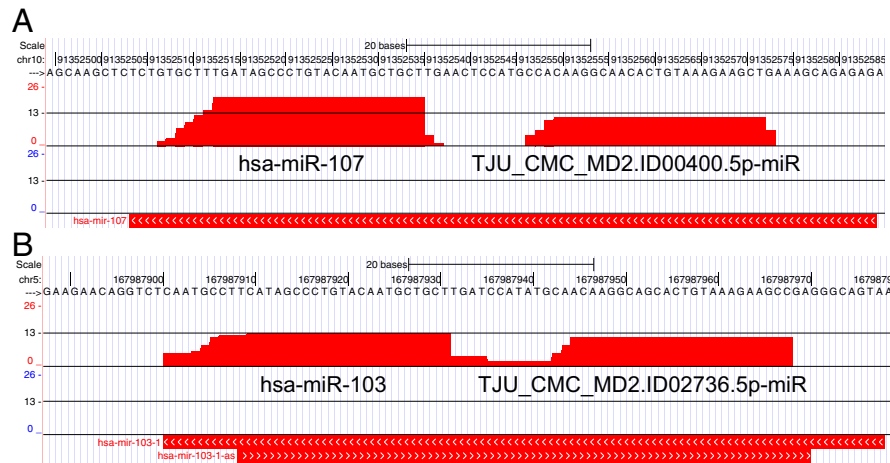 A
Scale 20 bases
chr10: |91352500|91352505|91352510|91352515|91352520|91352525|91352530|91352535|91352540|91352545|91352550|91352555|91352560|91352565|91352570|91352575|91352580|91352585
---> AGCAAGCTCTCTGTGCTTTGATAGCCCTGTACAATGCTGCTTGAACTCCATGCCACAAGGCAACACTGTAAAGAAGCTGAAAGCAGAGAGA
26 -
13 -
0 _
hsa-miR-107 TJU_CMC_MD2.ID00400.5p-miR
26 -
13 -
0 _
hsa-mir-107
B
Scale 20 bases
chr5: 167987900| 167987910| 167987920| 167987930| 167987940| 167987950| 167987960| 167987970| 1679879
---> GAAGAACAGGTCTCAATGCCTTCATAGCCCTGTACAATGCTGCTTGATCCATATGCAACAAGGCAGCACTGTAAAGAAGCCGAGGGCAGTAA
26 -
13 -
0 _
hsa-miR-103 TJU_CMC_MD2.ID02736.5p-miR
26 -
13 -
0 _
hsa-mir-103-1
hsa-mir-103-1-as